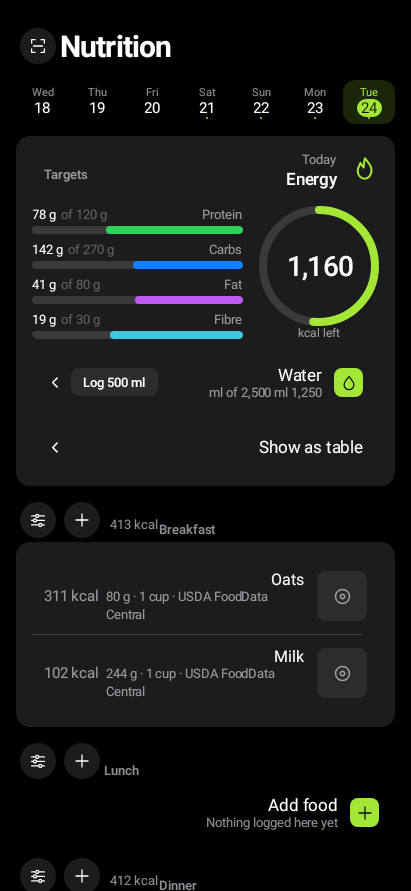 Nutrition
Wed Thu Fri Sat Sun Mon Tue
18 19 20 21 22 23 24
Today
Targets
Energy
78 g of 120 g Protein
142 g of 270 g Carbs
41 g of 80 g Fat
19 g of 30 g Fibre
1,160
kcal left
Log 500 ml
Water
ml of 2,500 ml 1,250
Show as table
413 kcal Breakfast
Oats
311 kcal 80 g · 1 cup · USDA FoodData
Central
Milk
102 kcal 244 g · 1 cup · USDA FoodData
Central
Lunch
Add food
Nothing logged here yet
412 kcal Dinner